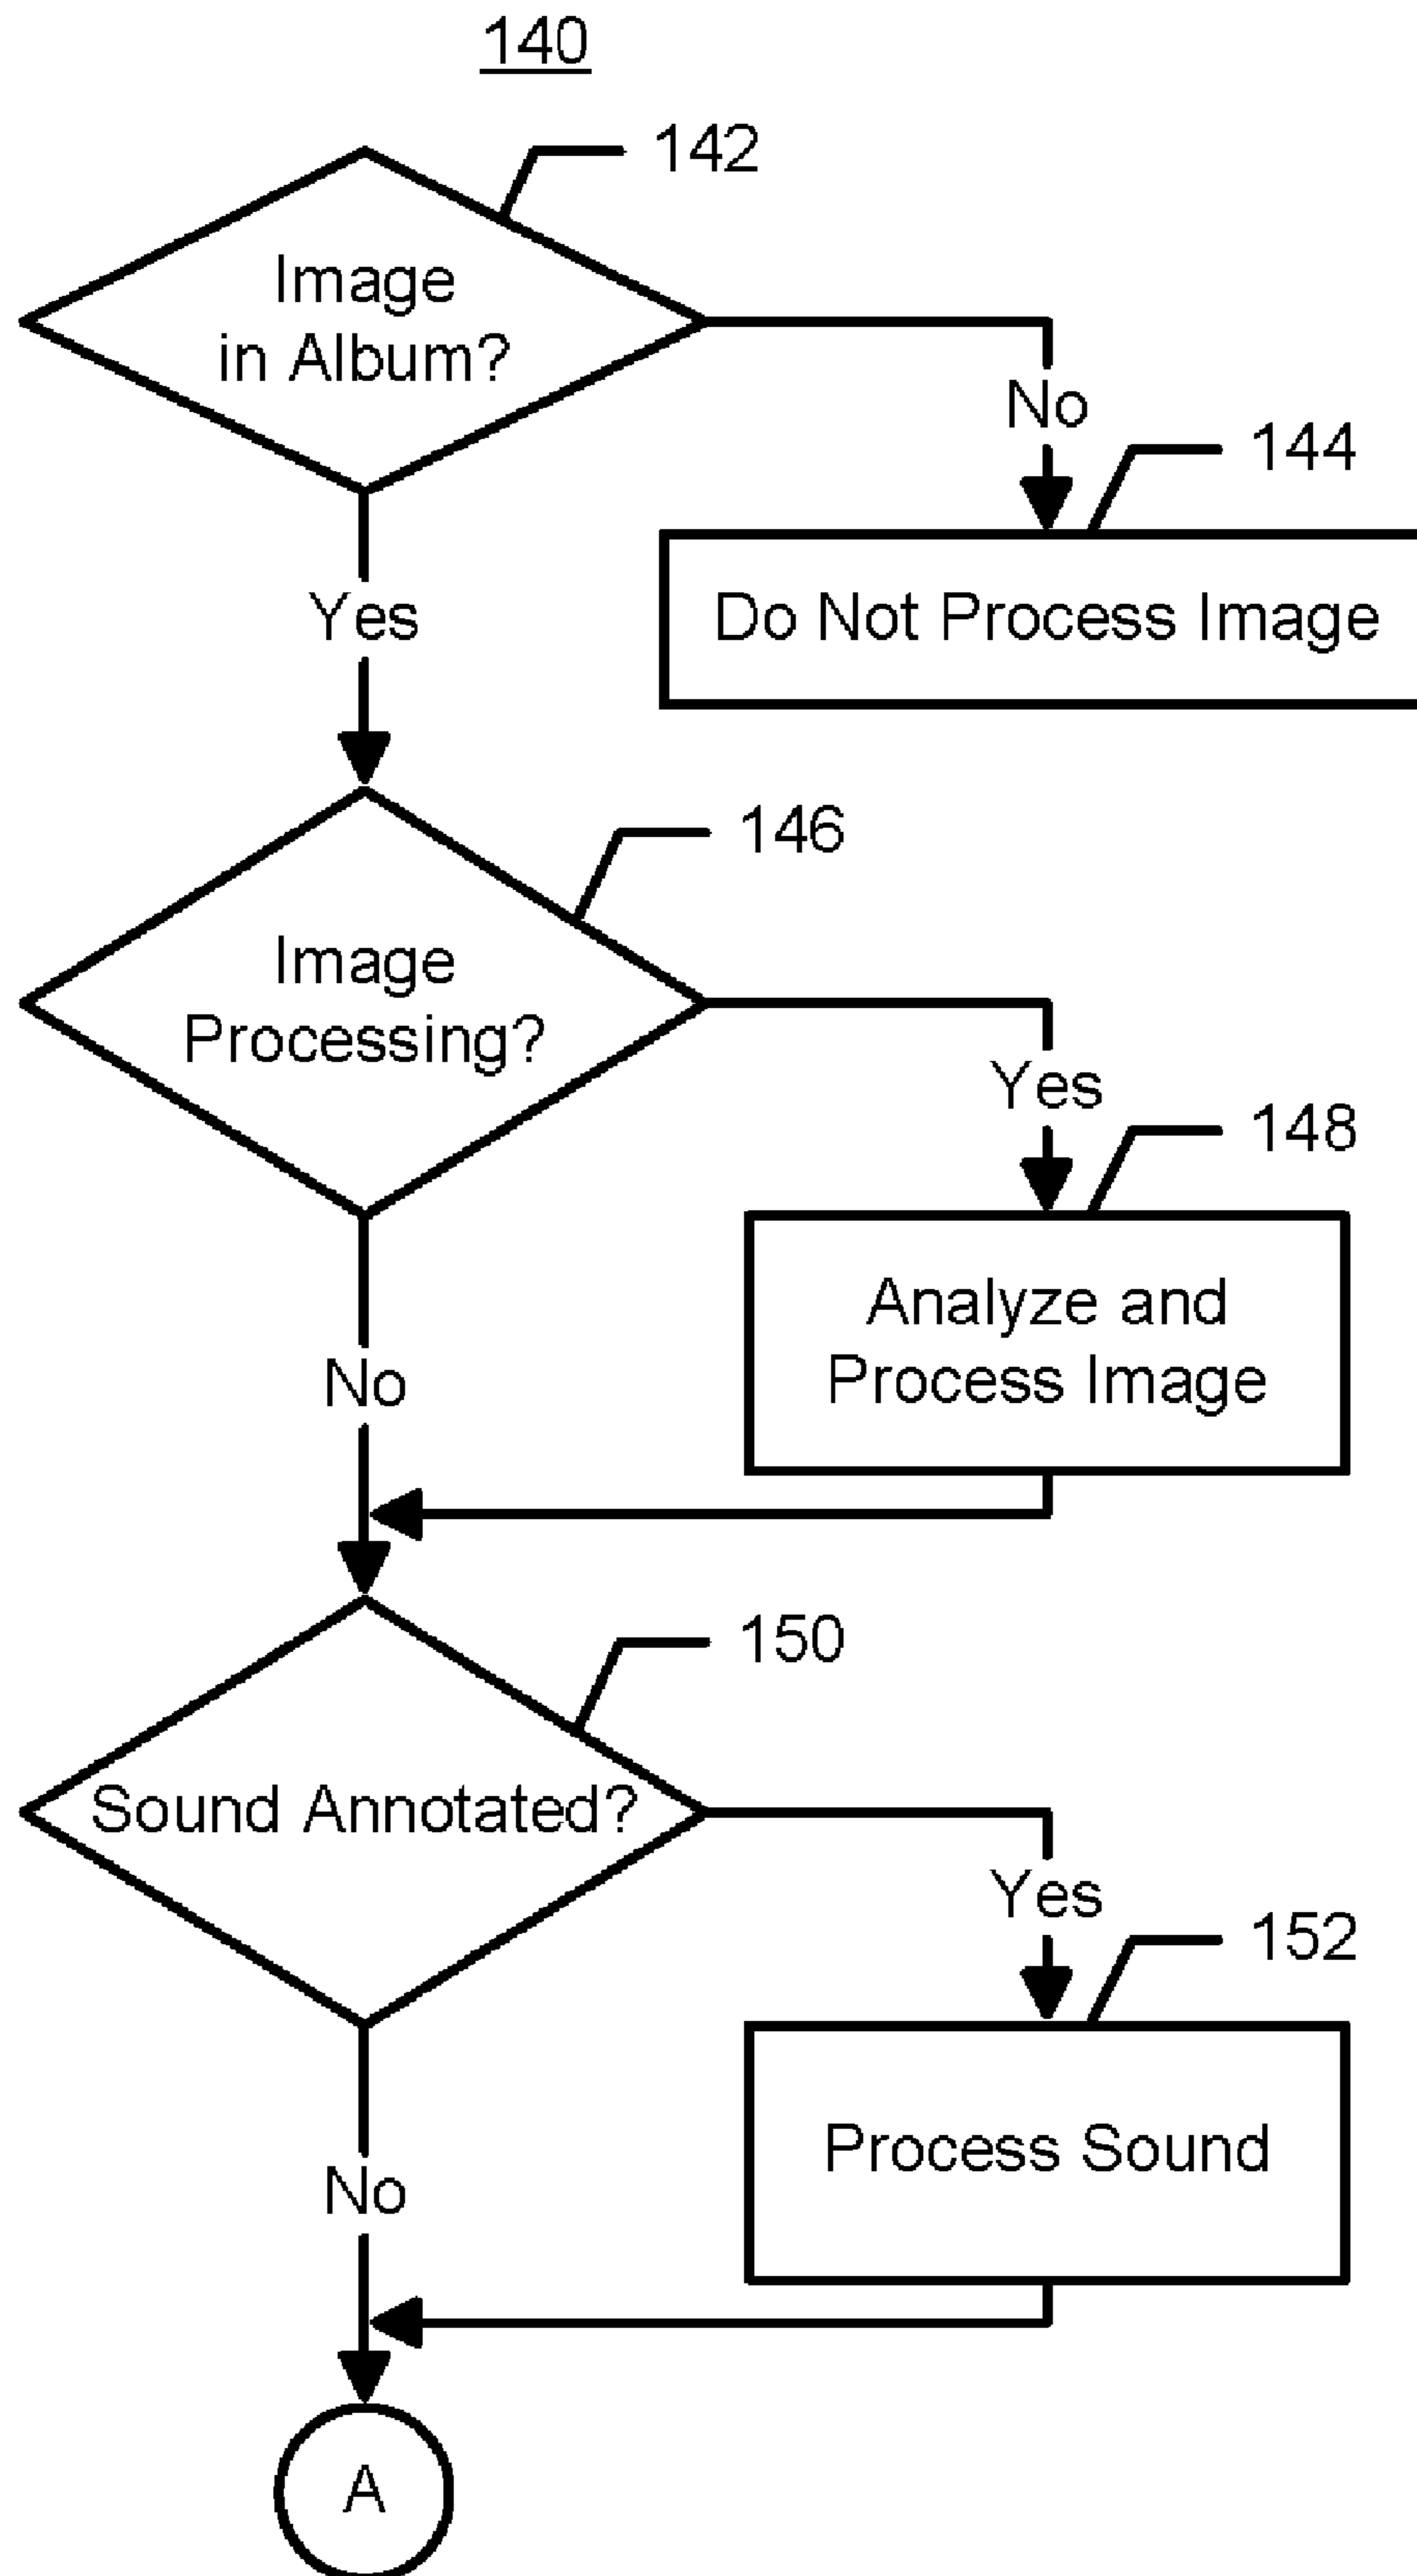 140
142
Image
in Album?
No
144
Do Not Process Image
Yes
146
Image
Processing?
Yes
148
Analyze and
Process Image
No
150
Sound Annotated?
Yes
152
Process Sound
No
A